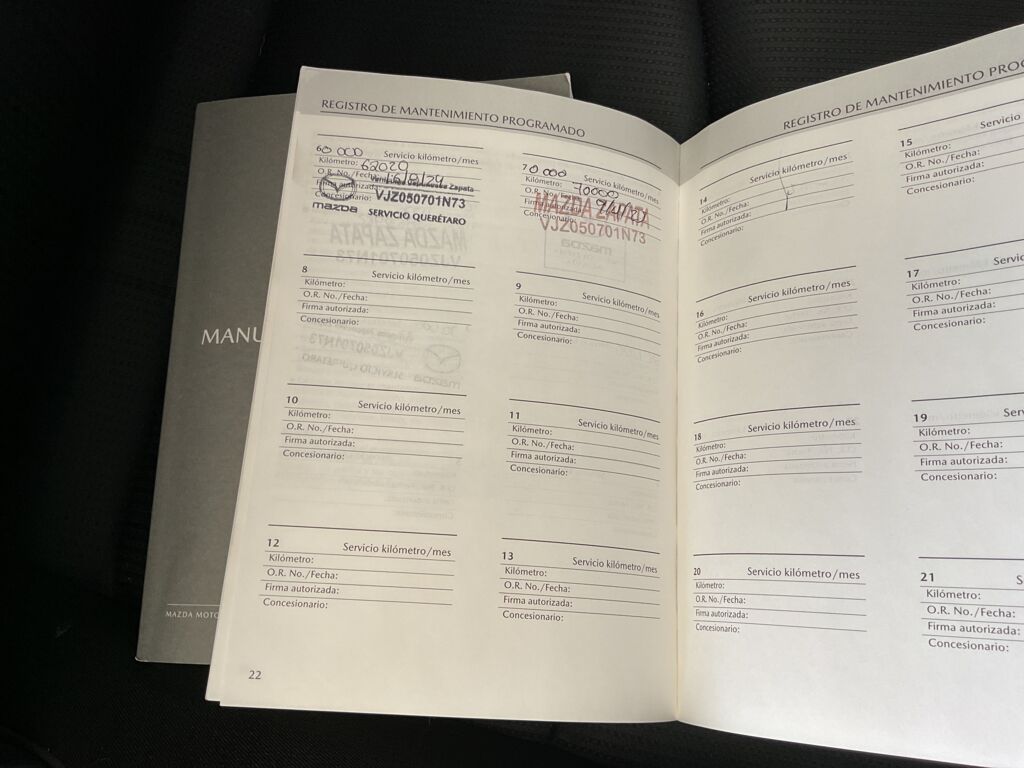 REGISTRO DE MANTENIMIENTO PROGRAMADO
60 000 Servicio kilómetro/mes
Kilómetro: 62020
O.R. No./Fecha: 16/8/24
Firma autorizada:
Zapata
Concesionario: VJZ050701N73
mazda SERVICIO QUERÉTARO
70 000 Servicio kilómetro/mes
Kilómetro: 70000
O.R. No./Fecha:
Firma autorizada:
MAZDA ZAPATA
Concesionario:
VJZ050701N73
8 Servicio kilómetro/mes
Kilómetro:
O.R. No./Fecha:
Firma autorizada:
Concesionario:
9 Servicio kilómetro/mes
Kilómetro:
O.R. No./Fecha:
Firma autorizada:
Concesionario:
10 Servicio kilómetro/mes
Kilómetro:
O.R. No./Fecha:
Firma autorizada:
Concesionario:
11 Servicio kilómetro/mes
Kilómetro:
O.R. No./Fecha:
Firma autorizada:
Concesionario:
12 Servicio kilómetro/mes
Kilómetro:
O.R. No./Fecha:
Firma autorizada:
Concesionario:
13 Servicio kilómetro/mes
Kilómetro:
O.R. No./Fecha:
Firma autorizada:
Concesionario:
22
REGISTRO DE MANTENIMIENTO PROG
14 Servicio kilómetro/mes
Kilómetro:
O.R. No./Fecha:
Firma autorizada:
Concesionario:
15 Servicio
Kilómetro:
O.R. No./Fecha:
Firma autorizada:
Concesionario:
16 Servicio kilómetro/mes
Kilómetro:
O.R. No./Fecha:
Firma autorizada:
Concesionario:
17 Servicio
Kilómetro:
O.R. No./Fecha:
Firma autorizada:
Concesionario:
18 Servicio kilómetro/mes
Kilómetro:
O.R. No./Fecha:
Firma autorizada:
Concesionario:
19 Se
Kilómetro:
O.R. No./Fecha:
Firma autorizada:
Concesionario:
20 Servicio kilómetro/mes
Kilómetro:
O.R. No./Fecha:
Firma autorizada:
Concesionario:
21 S
Kilómetro:
O.R. No./Fecha:
Firma autorizada:
Concesionario:
MANU
MAZDA MOTO